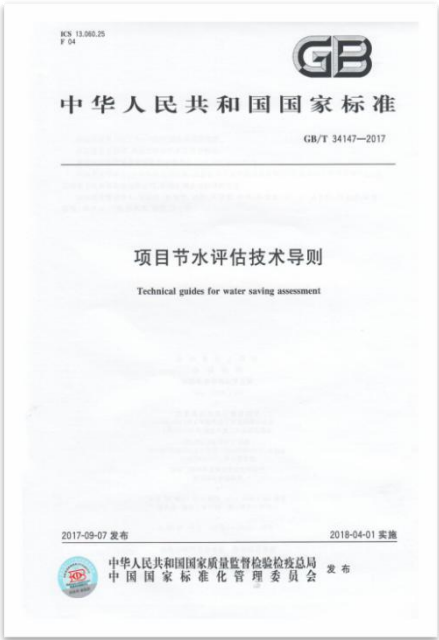 ICS 13.060.25
F 04
GB
中华人民共和国国家标准
GB/T 34147—2017
项目节水评估技术导则
Technical guides for water saving assessment
2017-09-07 发布
2018-04-01 实施
中华人民共和国国家质量监督检验检疫总局
中国国家标准化管理委员会
发布